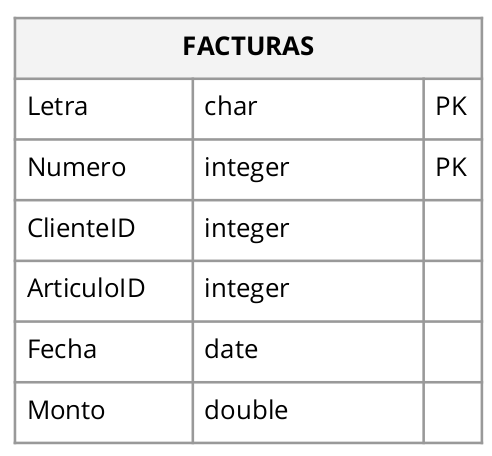 FACTURAS
Letra char PK
Numero integer PK
ClienteID integer
ArticuloID integer
Fecha date
Monto double